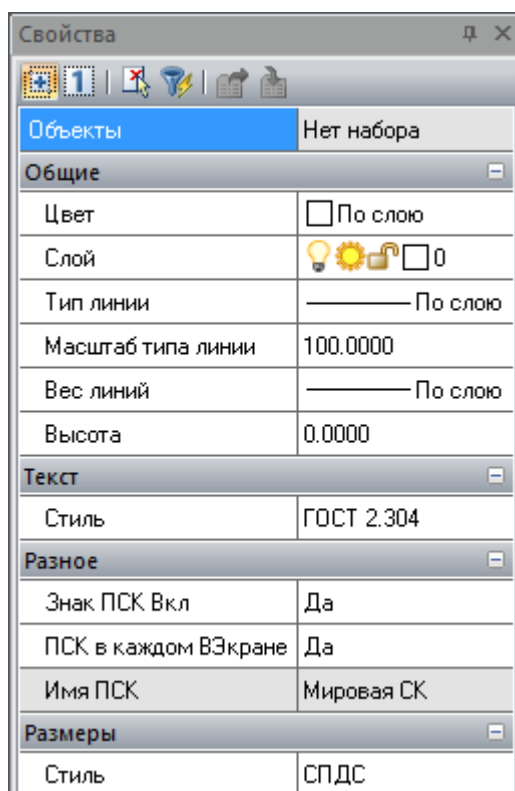 Свойства
1
Объекты Нет набора
Общие
Цвет По слою
Слой 0
Тип линии По слою
Масштаб типа линии 100.0000
Вес линий По слою
Высота 0.0000
Текст
Стиль ГОСТ 2.304
Разное
Знак ПСК Вкл Да
ПСК в каждом ВЭкране Да
Имя ПСК Мировая СК
Размеры
Стиль СПДС